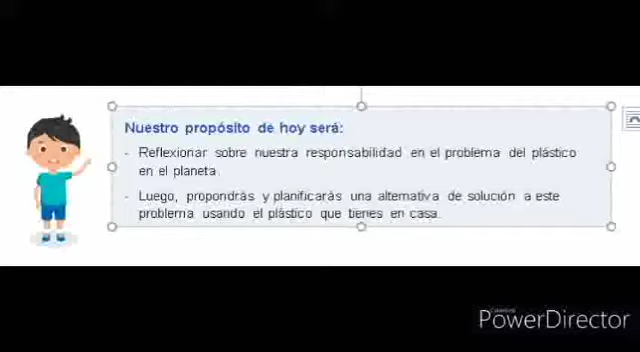 Nuestro propósito de hoy será:
- Reflexionar sobre nuestra responsabilidad en el problema del plástico
en el planeta.
- Luego, propondrás y planificarás una alternativa de solución a este
problema usando el plástico que tienes en casa.
PowerDirector